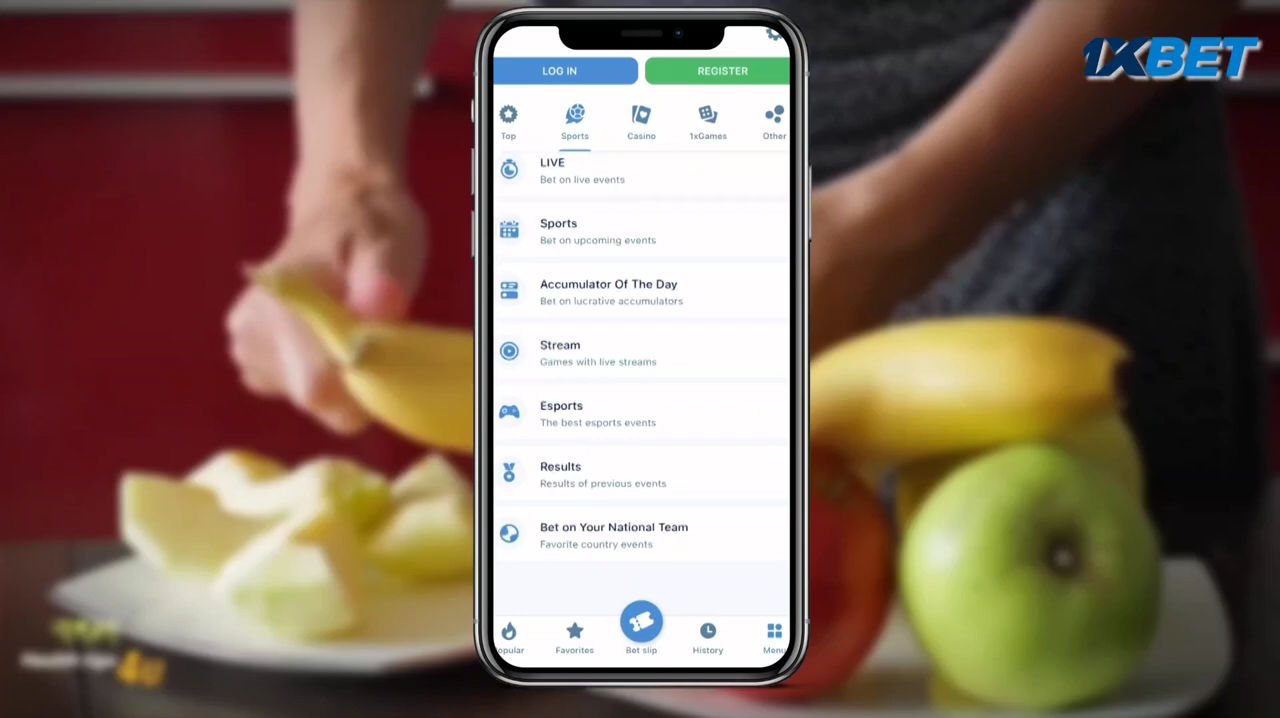 1XBET
LOG IN
REGISTER
Top
Sports
Casino
1xGames
Other
LIVE
Bet on live events
Sports
Bet on upcoming events
Accumulator Of The Day
Bet on lucrative accumulators
Stream
Games with live streams
Esports
The best esports events
Results
Results of previous events
Bet on Your National Team
Favorite country events
opular
Favorites
Bet slip
History
Menu
4U